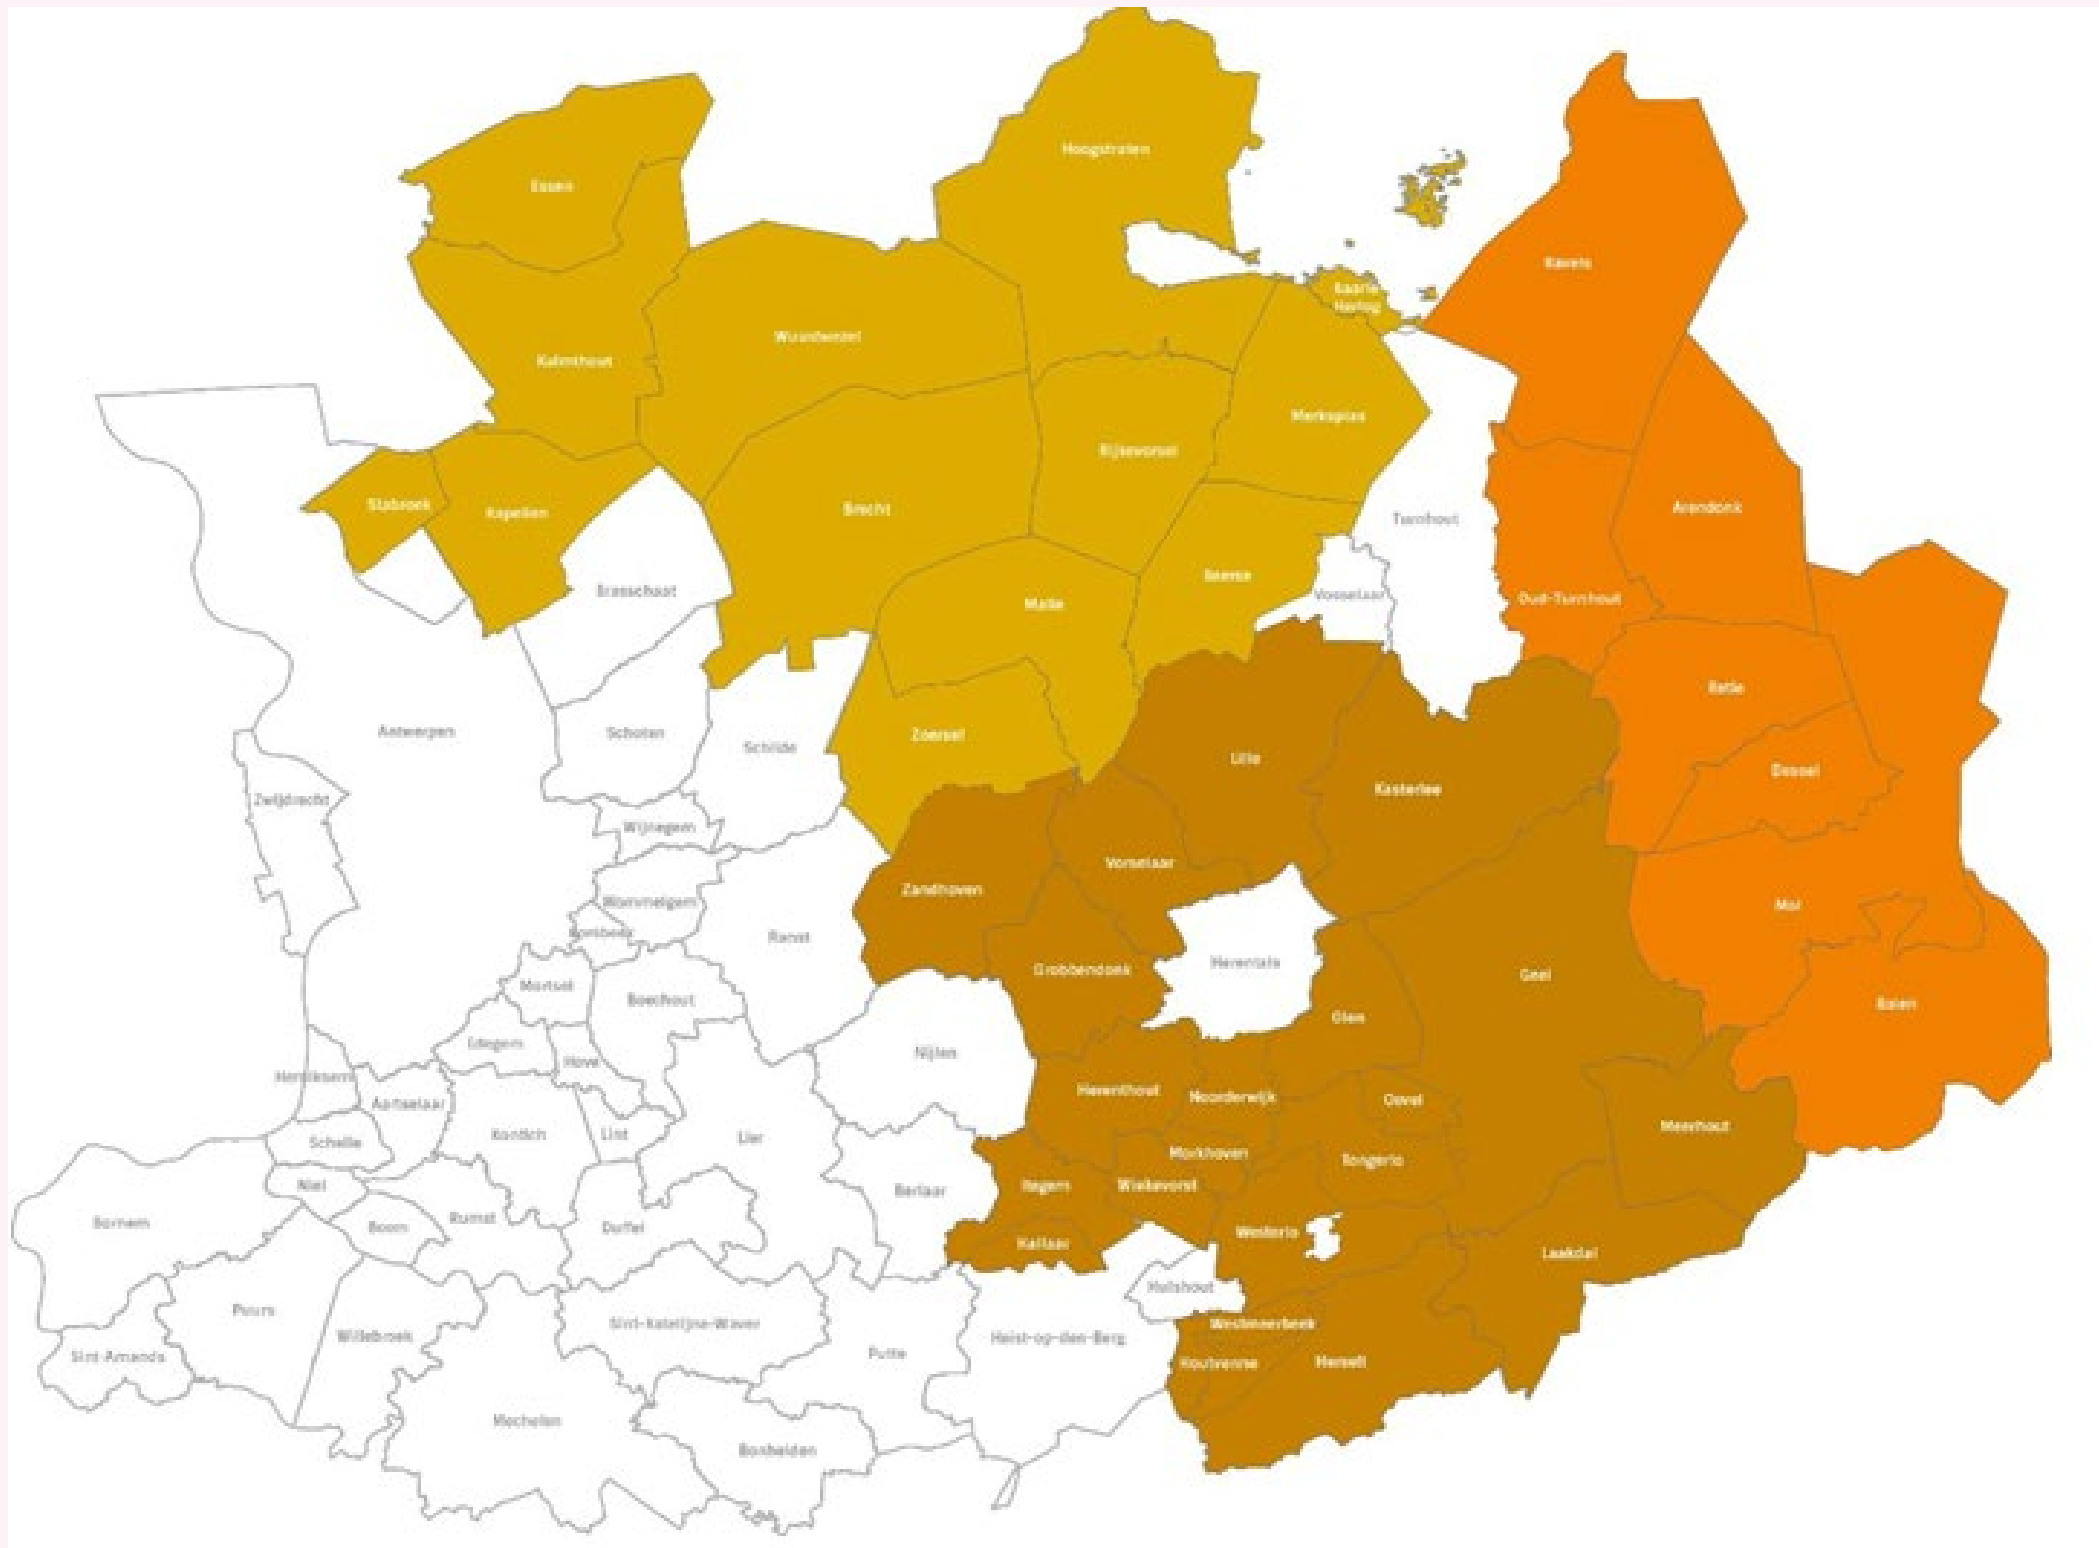 Hoogstraten
Essen
Ravels
Baarle
Hertog
Wuustwezel
Kalmthout
Merksplas
Rijkevorsel
Stabroek
Kapellen
Brecht
Turnhout
Arendonk
Beerse
Brasschaat
Vosselaar
Oud-Turnhout
Malle
Retie
Antwerpen
Schoten
Zoersel
Schilde
Lille
Dessel
Kasterlee
Zwijdrecht
Wijnegem
Vorselaar
Zandhoven
Wommelgem
Mol
Borsbeek
Ranst
Herentals
Grobbendonk
Geel
Mortsel
Boechout
Balen
Olen
Edegem
Nijlen
Hove
Hemiksem
Herenthout
Noorderwijk
Oevel
Aartselaar
Meerhout
Kontich
Lint
Lier
Schelle
Morkhoven
Tongerlo
Niel
Itegem
Wiekevorst
Berlaar
Bornem
Boom
Rumst
Duffel
Westerlo
Hallaar
Laakdal
Hulshout
Puurs
Willebroek
Sint-Katelijne-Waver
Westmeerbeek
Heist-op-den-Berg
Sint-Amands
Putte
Houtvenne
Herselt
Mechelen
Bonheiden